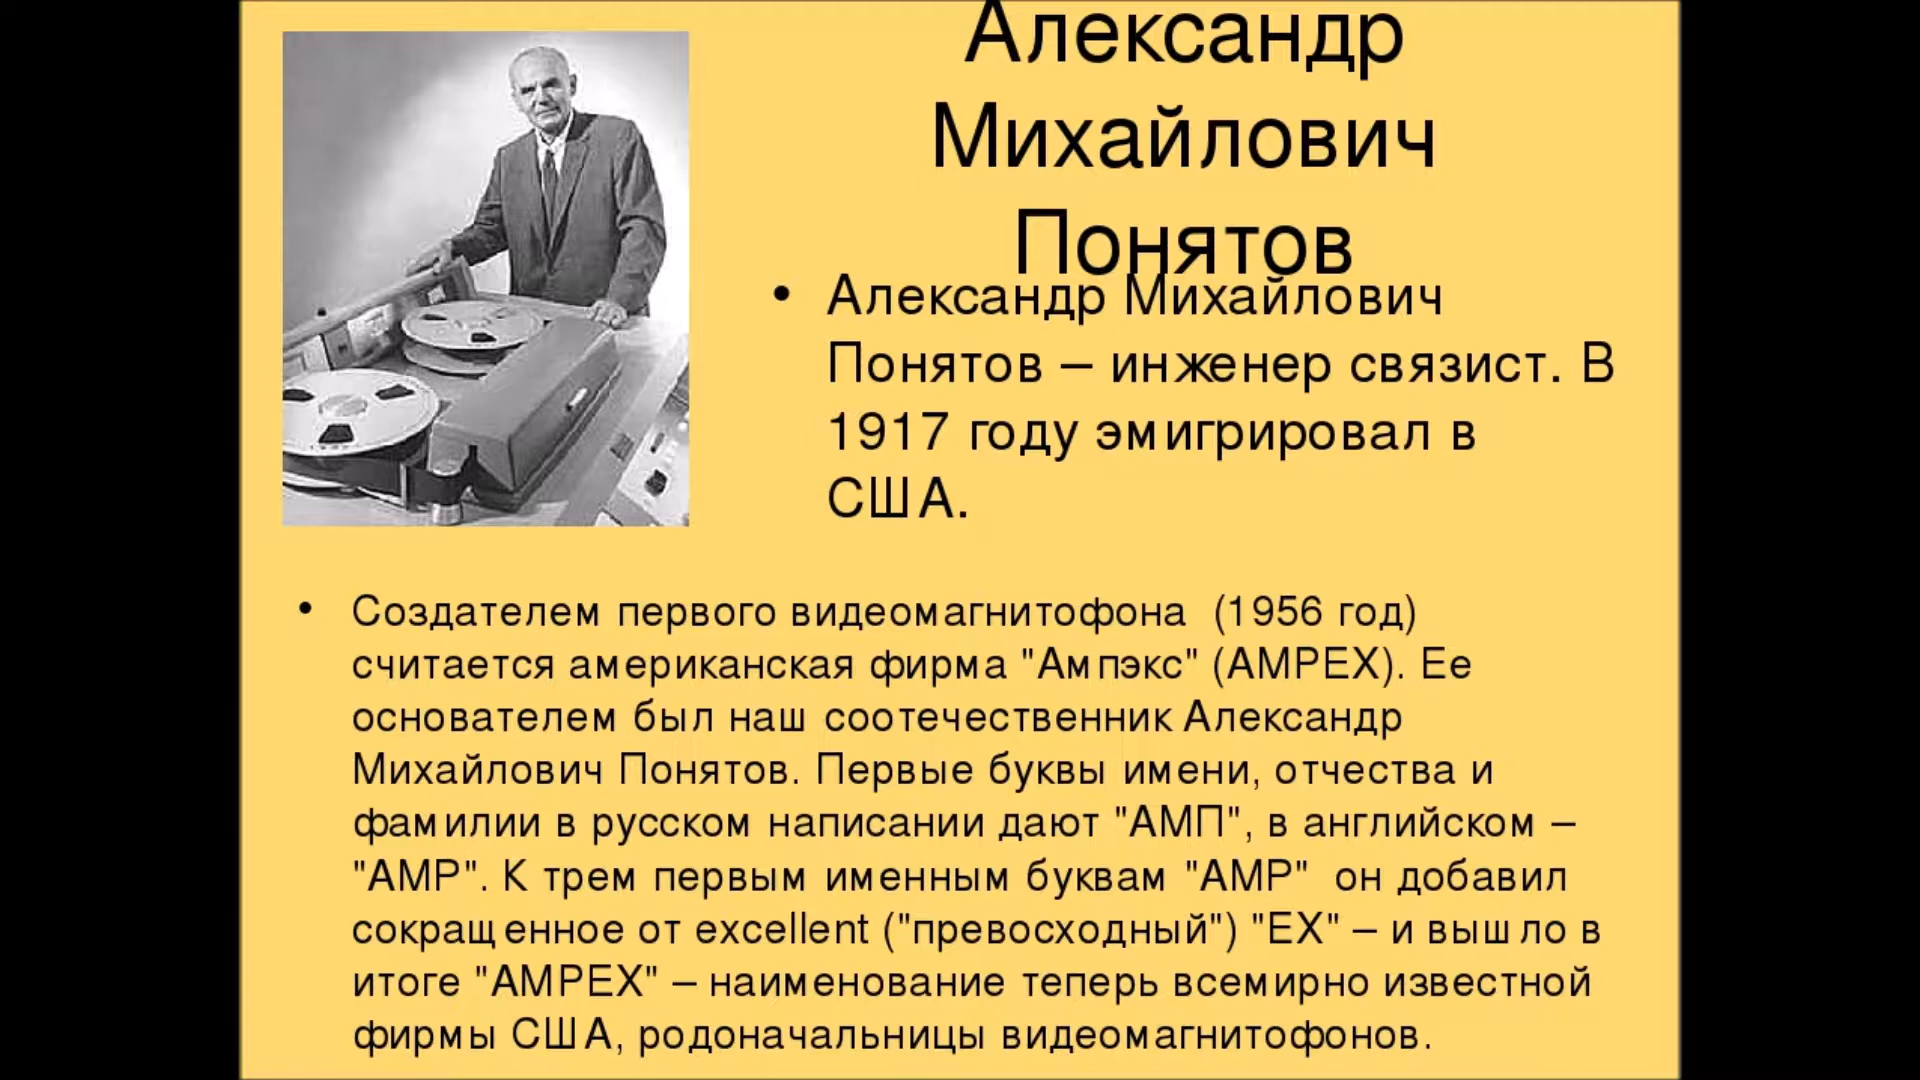 Александр
Михайлович
Понятов
• Александр Михайлович
Понятов – инженер связист. В
1917 году эмигрировал в
США.
• Создателем первого видеомагнитофона (1956 год)
считается американская фирма "Ампэкс" (AMPEX). Ее
основателем был наш соотечественник Александр
Михайлович Понятов. Первые буквы имени, отчества и
фамилии в русском написании дают "АМП", в английском –
"AMP". К трем первым именным буквам "AMP" он добавил
сокращенное от excellent ("превосходный") "EX" – и вышло в
итоге "AMPEX" – наименование теперь всемирно известной
фирмы США, родоначальницы видеомагнитофонов.